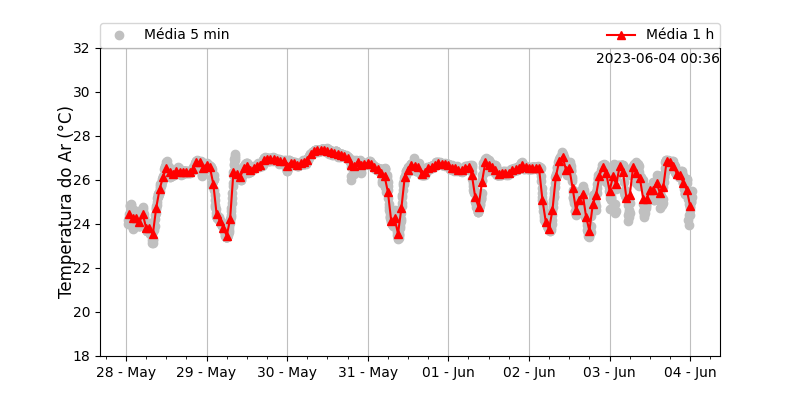 Média 5 min
Média 1 h
2023-06-04 00:36
Temperatura do Ar (°C)
32
30
28
26
24
22
20
18
28 - May
29 - May
30 - May
31 - May
01 - Jun
02 - Jun
03 - Jun
04 - Jun